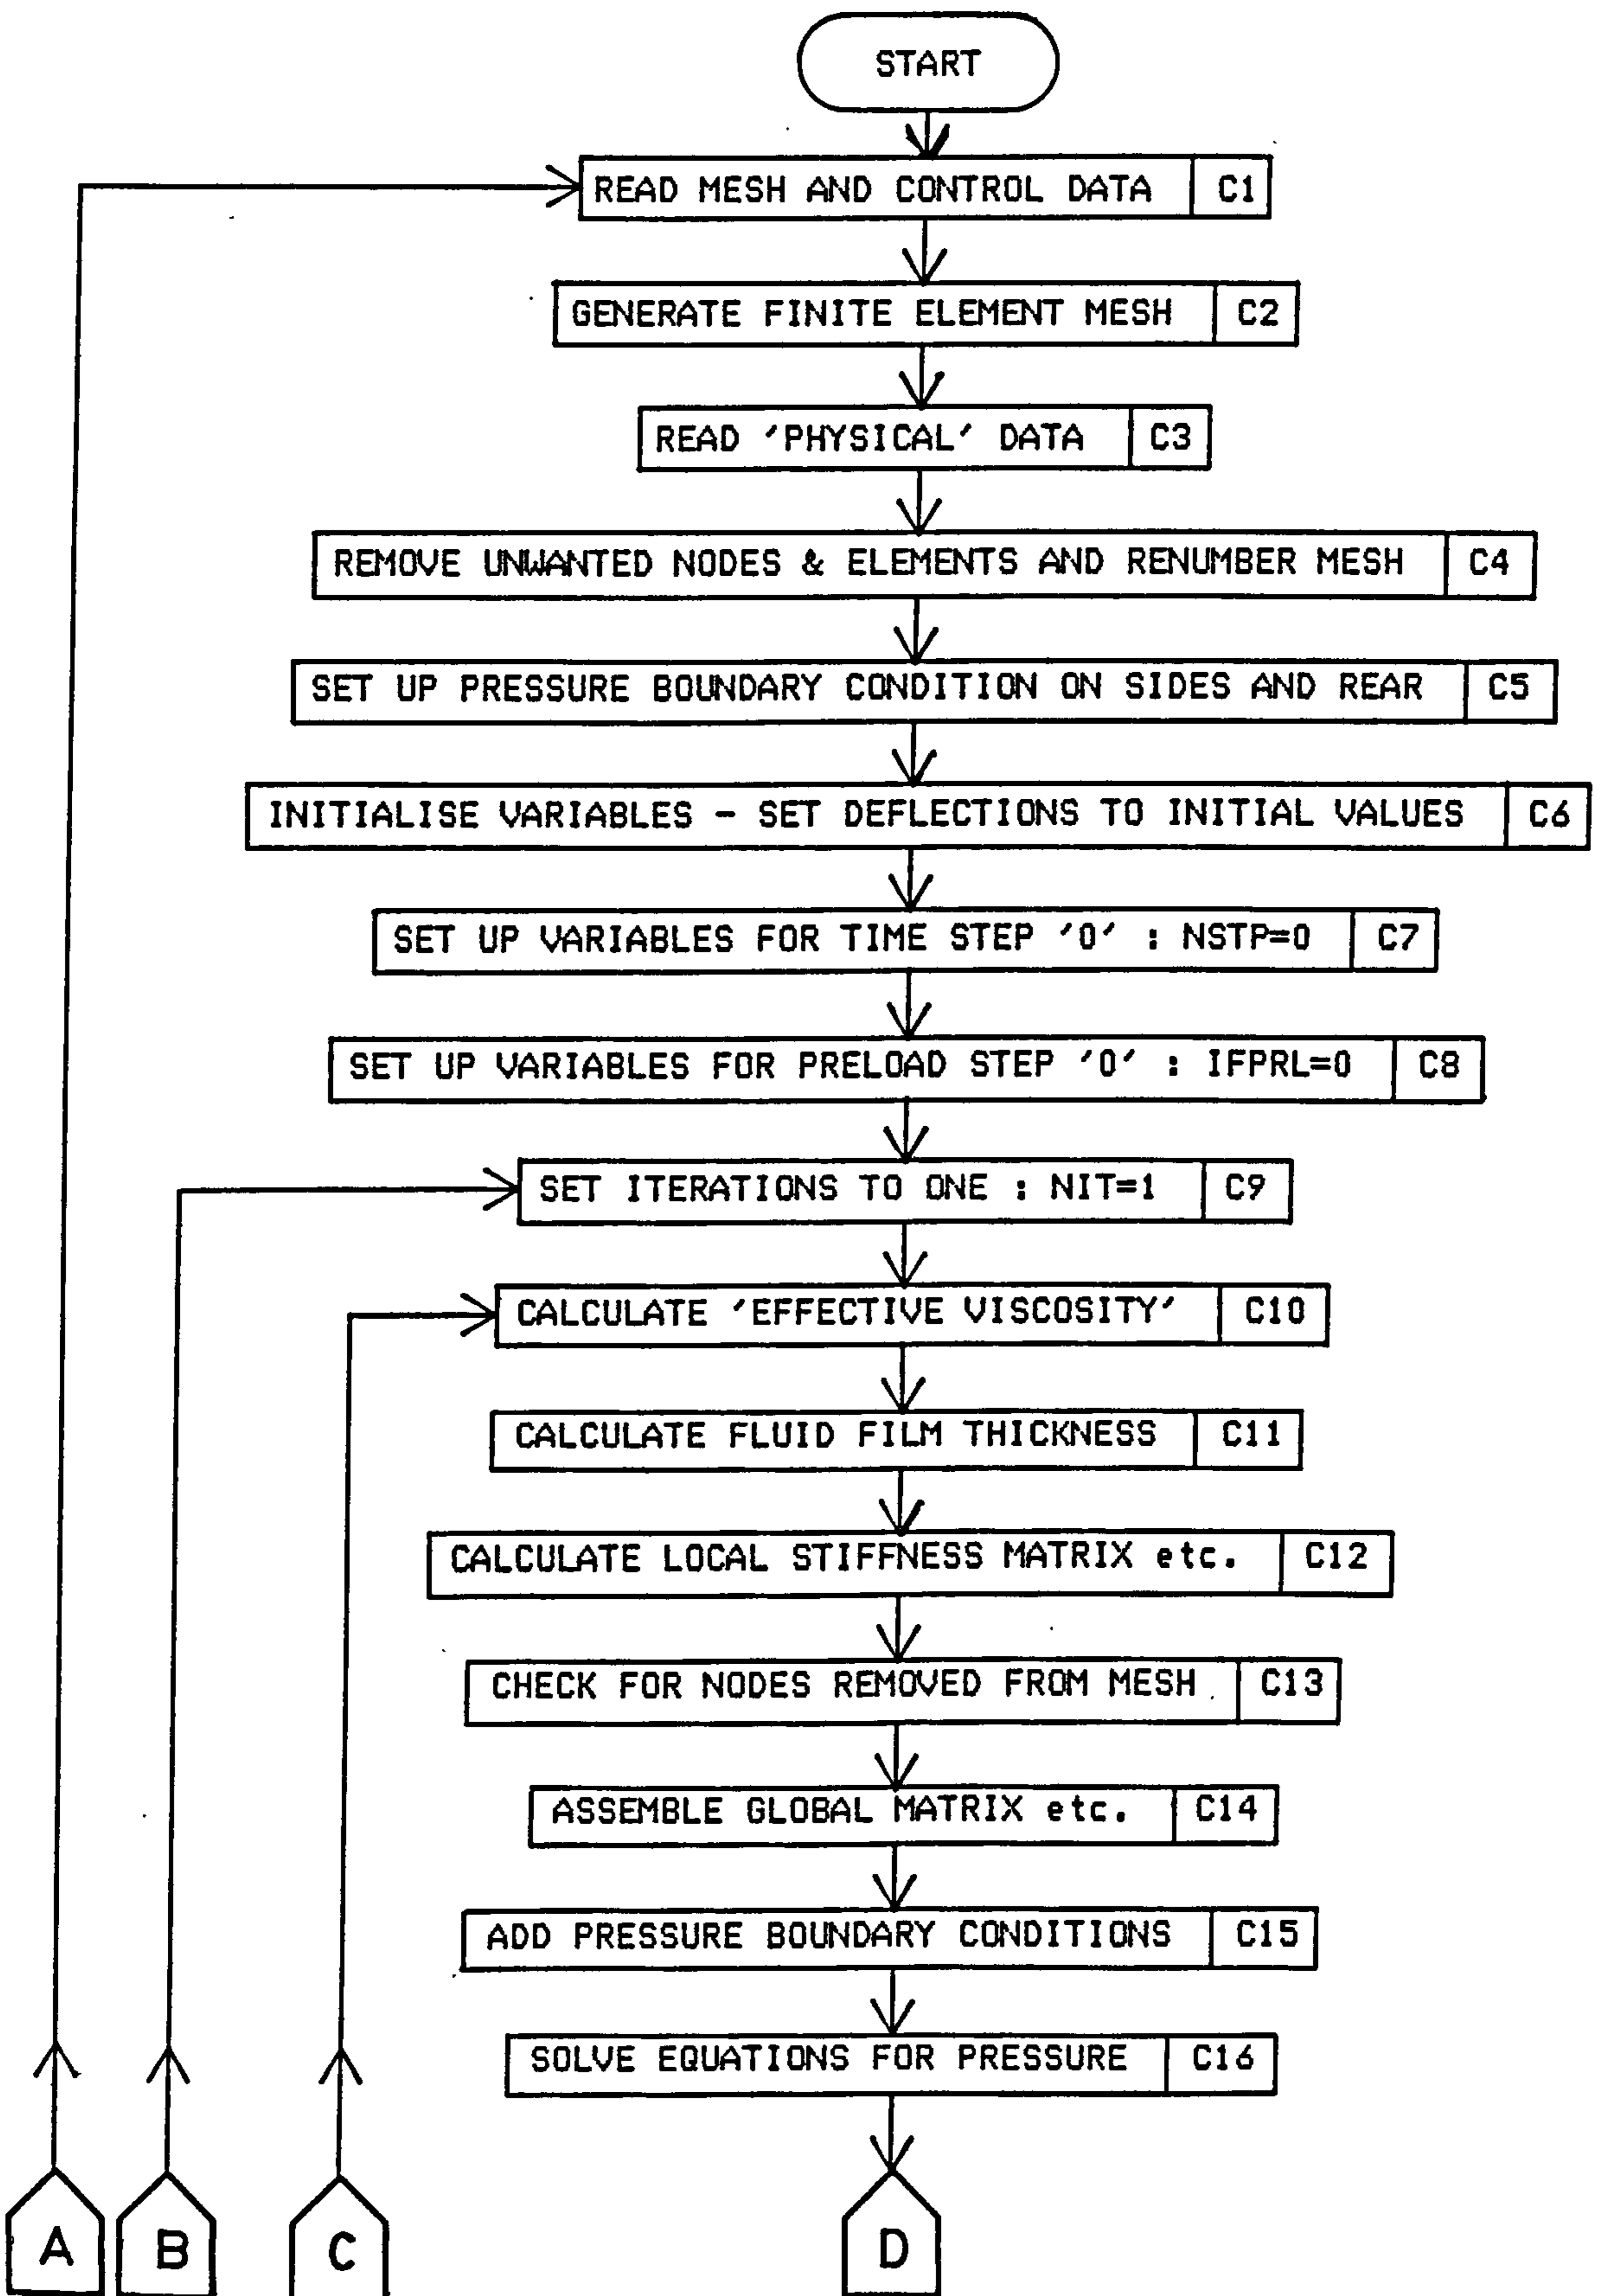 START
READ MESH AND CONTROL DATA C1
GENERATE FINITE ELEMENT MESH C2
READ 'PHYSICAL' DATA C3
REMOVE UNWANTED NODES & ELEMENTS AND RENUMBER MESH C4
SET UP PRESSURE BOUNDARY CONDITION ON SIDES AND REAR C5
INITIALISE VARIABLES - SET DEFLECTIONS TO INITIAL VALUES C6
SET UP VARIABLES FOR TIME STEP '0' : NSTP=0 C7
SET UP VARIABLES FOR PRELOAD STEP '0' : IFPRL=0 C8
SET ITERATIONS TO ONE : NIT=1 C9
CALCULATE 'EFFECTIVE VISCOSITY' C10
CALCULATE FLUID FILM THICKNESS C11
CALCULATE LOCAL STIFFNESS MATRIX etc. C12
CHECK FOR NODES REMOVED FROM MESH C13
ASSEMBLE GLOBAL MATRIX etc. C14
ADD PRESSURE BOUNDARY CONDITIONS C15
SOLVE EQUATIONS FOR PRESSURE C16
A B C D